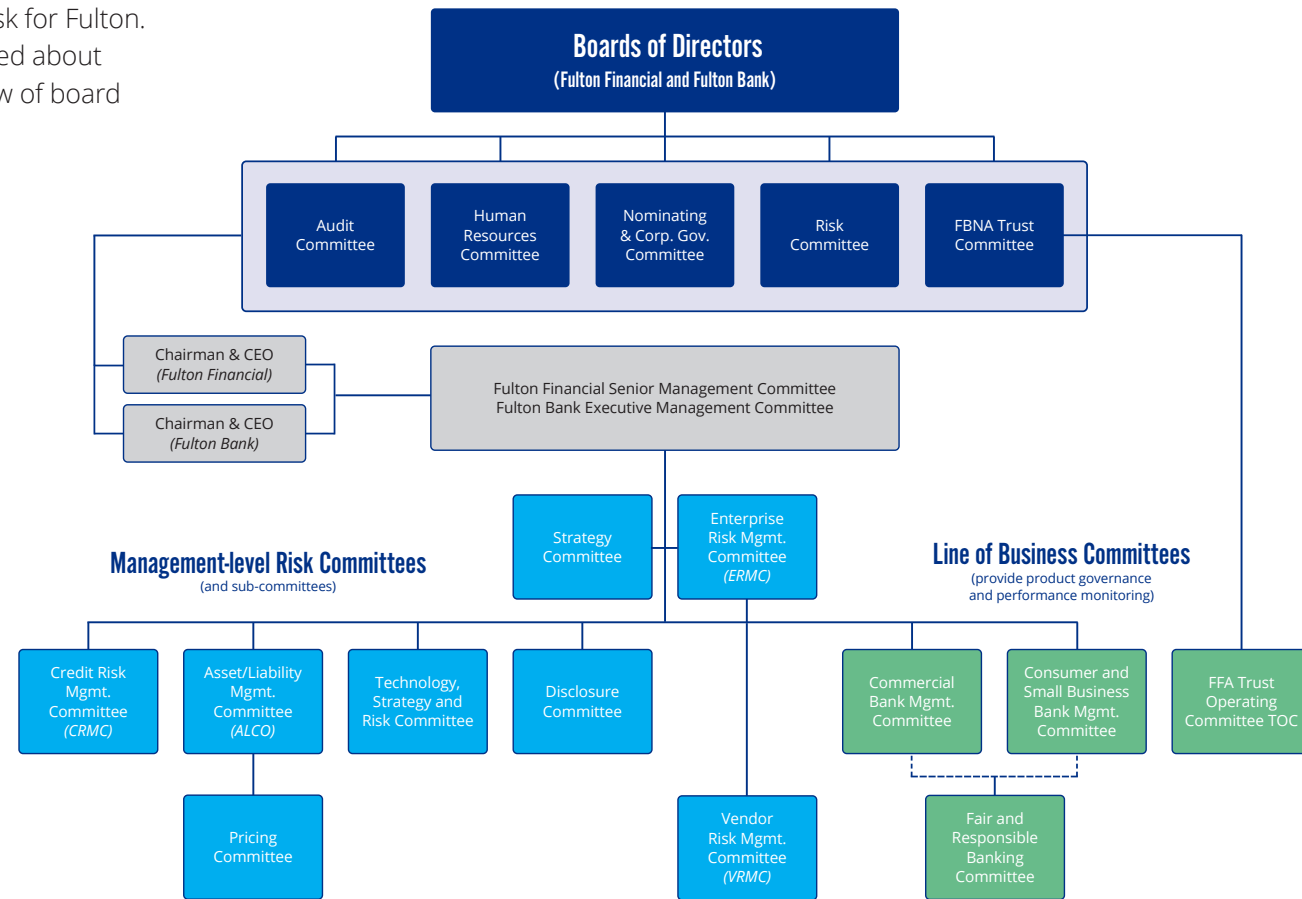 sk for Fulton.
ed about
w of board
Boards of Directors
(Fulton Financial and Fulton Bank)
Audit
Committee
Human
Resources
Committee
Nominating
& Corp. Gov.
Committee
Risk
Committee
FBNA Trust
Committee
Chairman & CEO
(Fulton Financial)
Chairman & CEO
(Fulton Bank)
Fulton Financial Senior Management Committee
Fulton Bank Executive Management Committee
Strategy
Committee
Enterprise
Risk Mgmt.
Committee
(ERMC)
Management-level Risk Committees
(and sub-committees)
Line of Business Committees
(provide product governance
and performance monitoring)
Credit Risk
Mgmt.
Committee
(CRMC)
Asset/Liability
Mgmt.
Committee
(ALCO)
Technology,
Strategy and
Risk Committee
Disclosure
Committee
Commercial
Bank Mgmt.
Committee
Consumer and
Small Business
Bank Mgmt.
Committee
FFA Trust
Operating
Committee TOC
Pricing
Committee
Vendor
Risk Mgmt.
Committee
(VRMC)
Fair and
Responsible
Banking
Committee